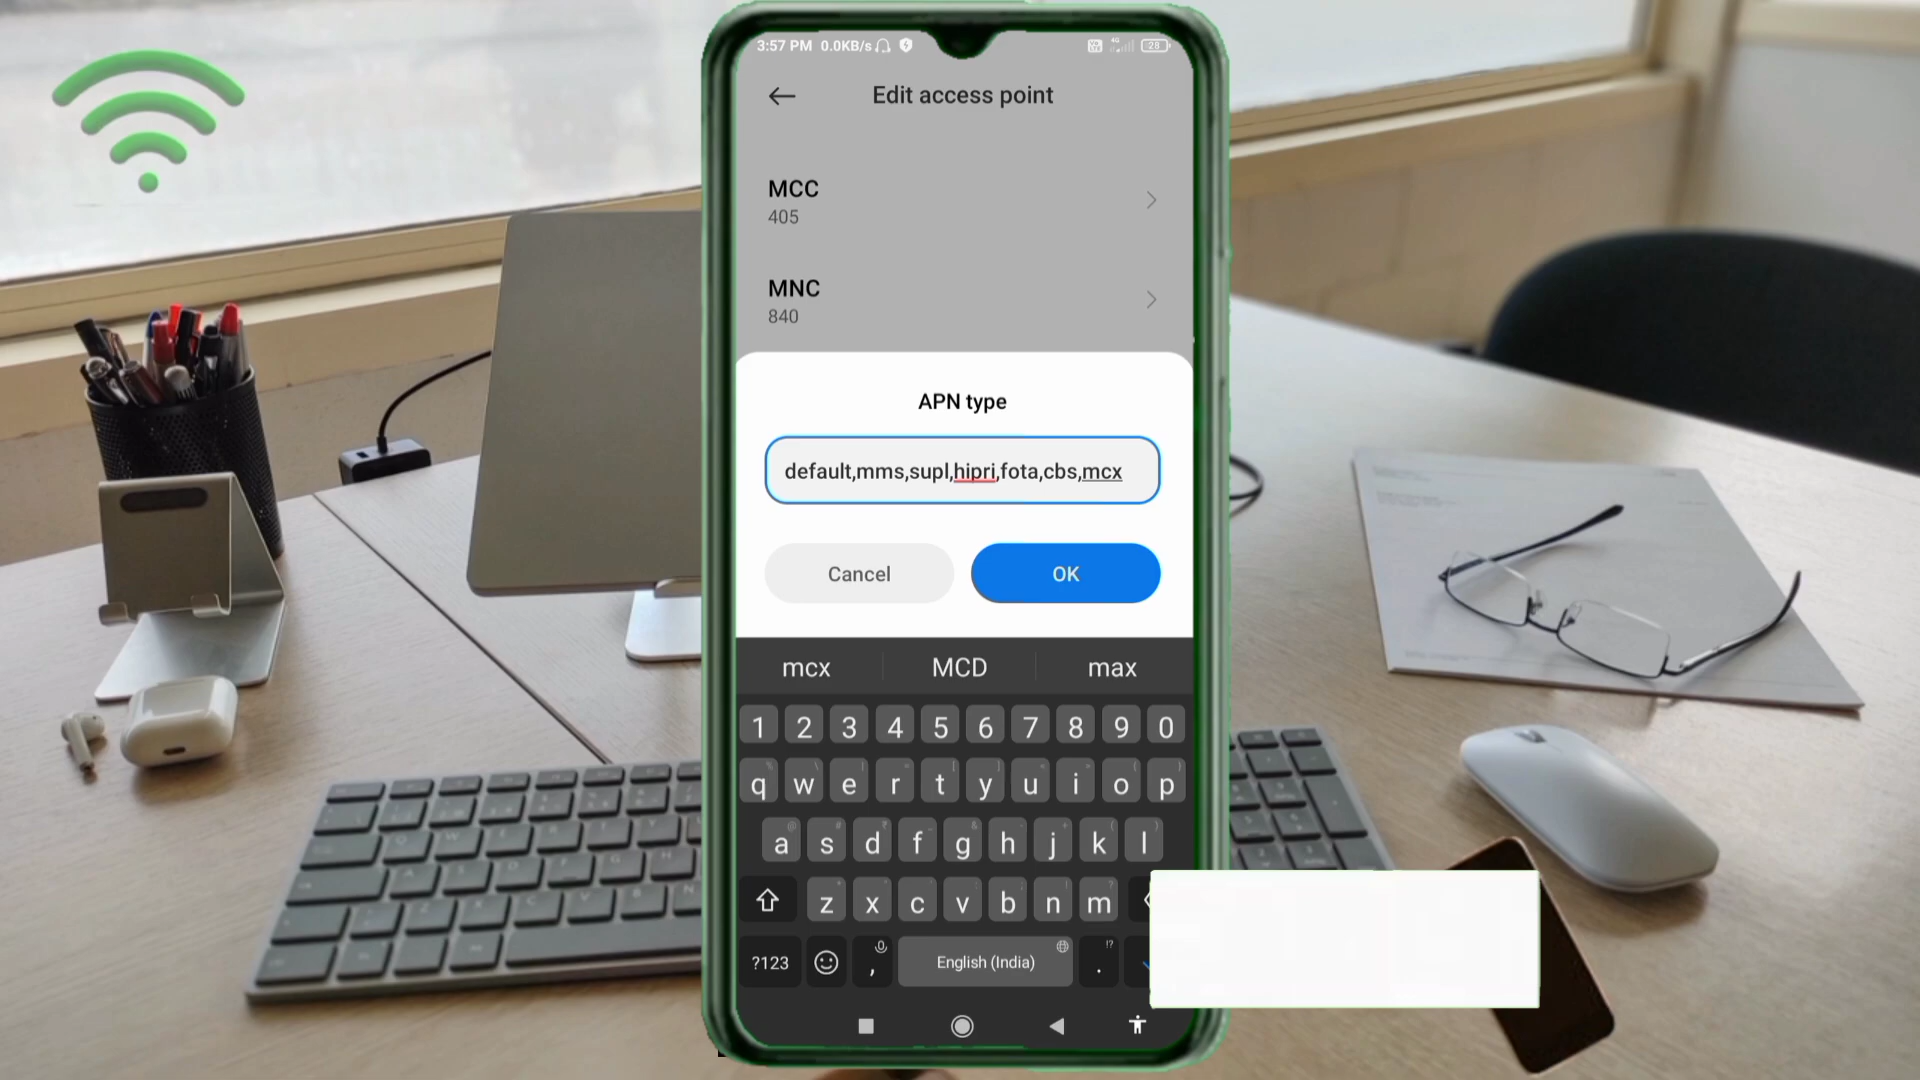 3:57 PM 0.0KB/s 4G 28
Edit access point
MCC
405
MNC
840
APN type
default,mms,supl,hipri,fota,cbs,mcx
Cancel OK
mcx MCD max
1 2 3 4 5 6 7 8 9 0
q w e r t y u i o p
a s d f g h j k l
z x c v b n m
?123 , English (India) .